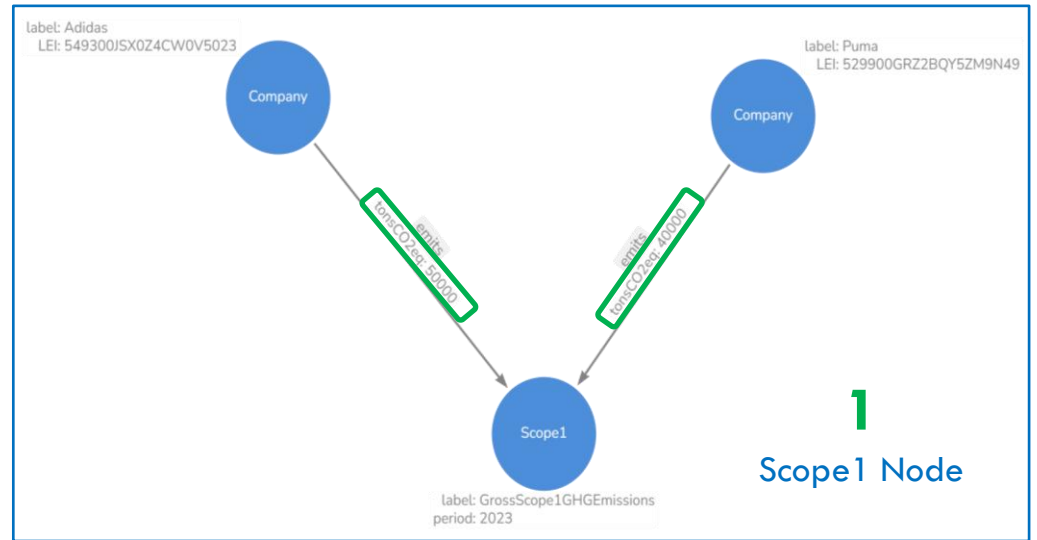 label: Adidas
LEI: 549300JSX0Z4CW0V5023
Company
label: Puma
LEI: 529900GRZ2BQY5ZM9N49
Company
emits
tonsCO2eq: 50000
emits
tonsCO2eq: 40000
Scope1
label: GrossScope1GHGEmissions
period: 2023
1
Scope1 Node